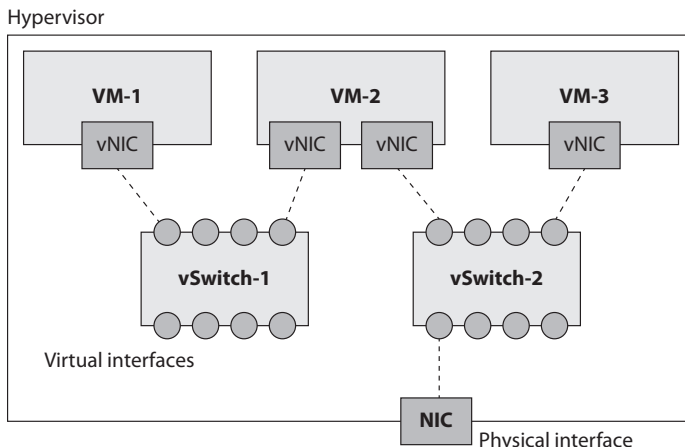 Hypervisor
VM-1
VM-2
VM-3
vNIC
vNIC
vNIC
vNIC
vSwitch-1
vSwitch-2
Virtual interfaces
NIC
Physical interface